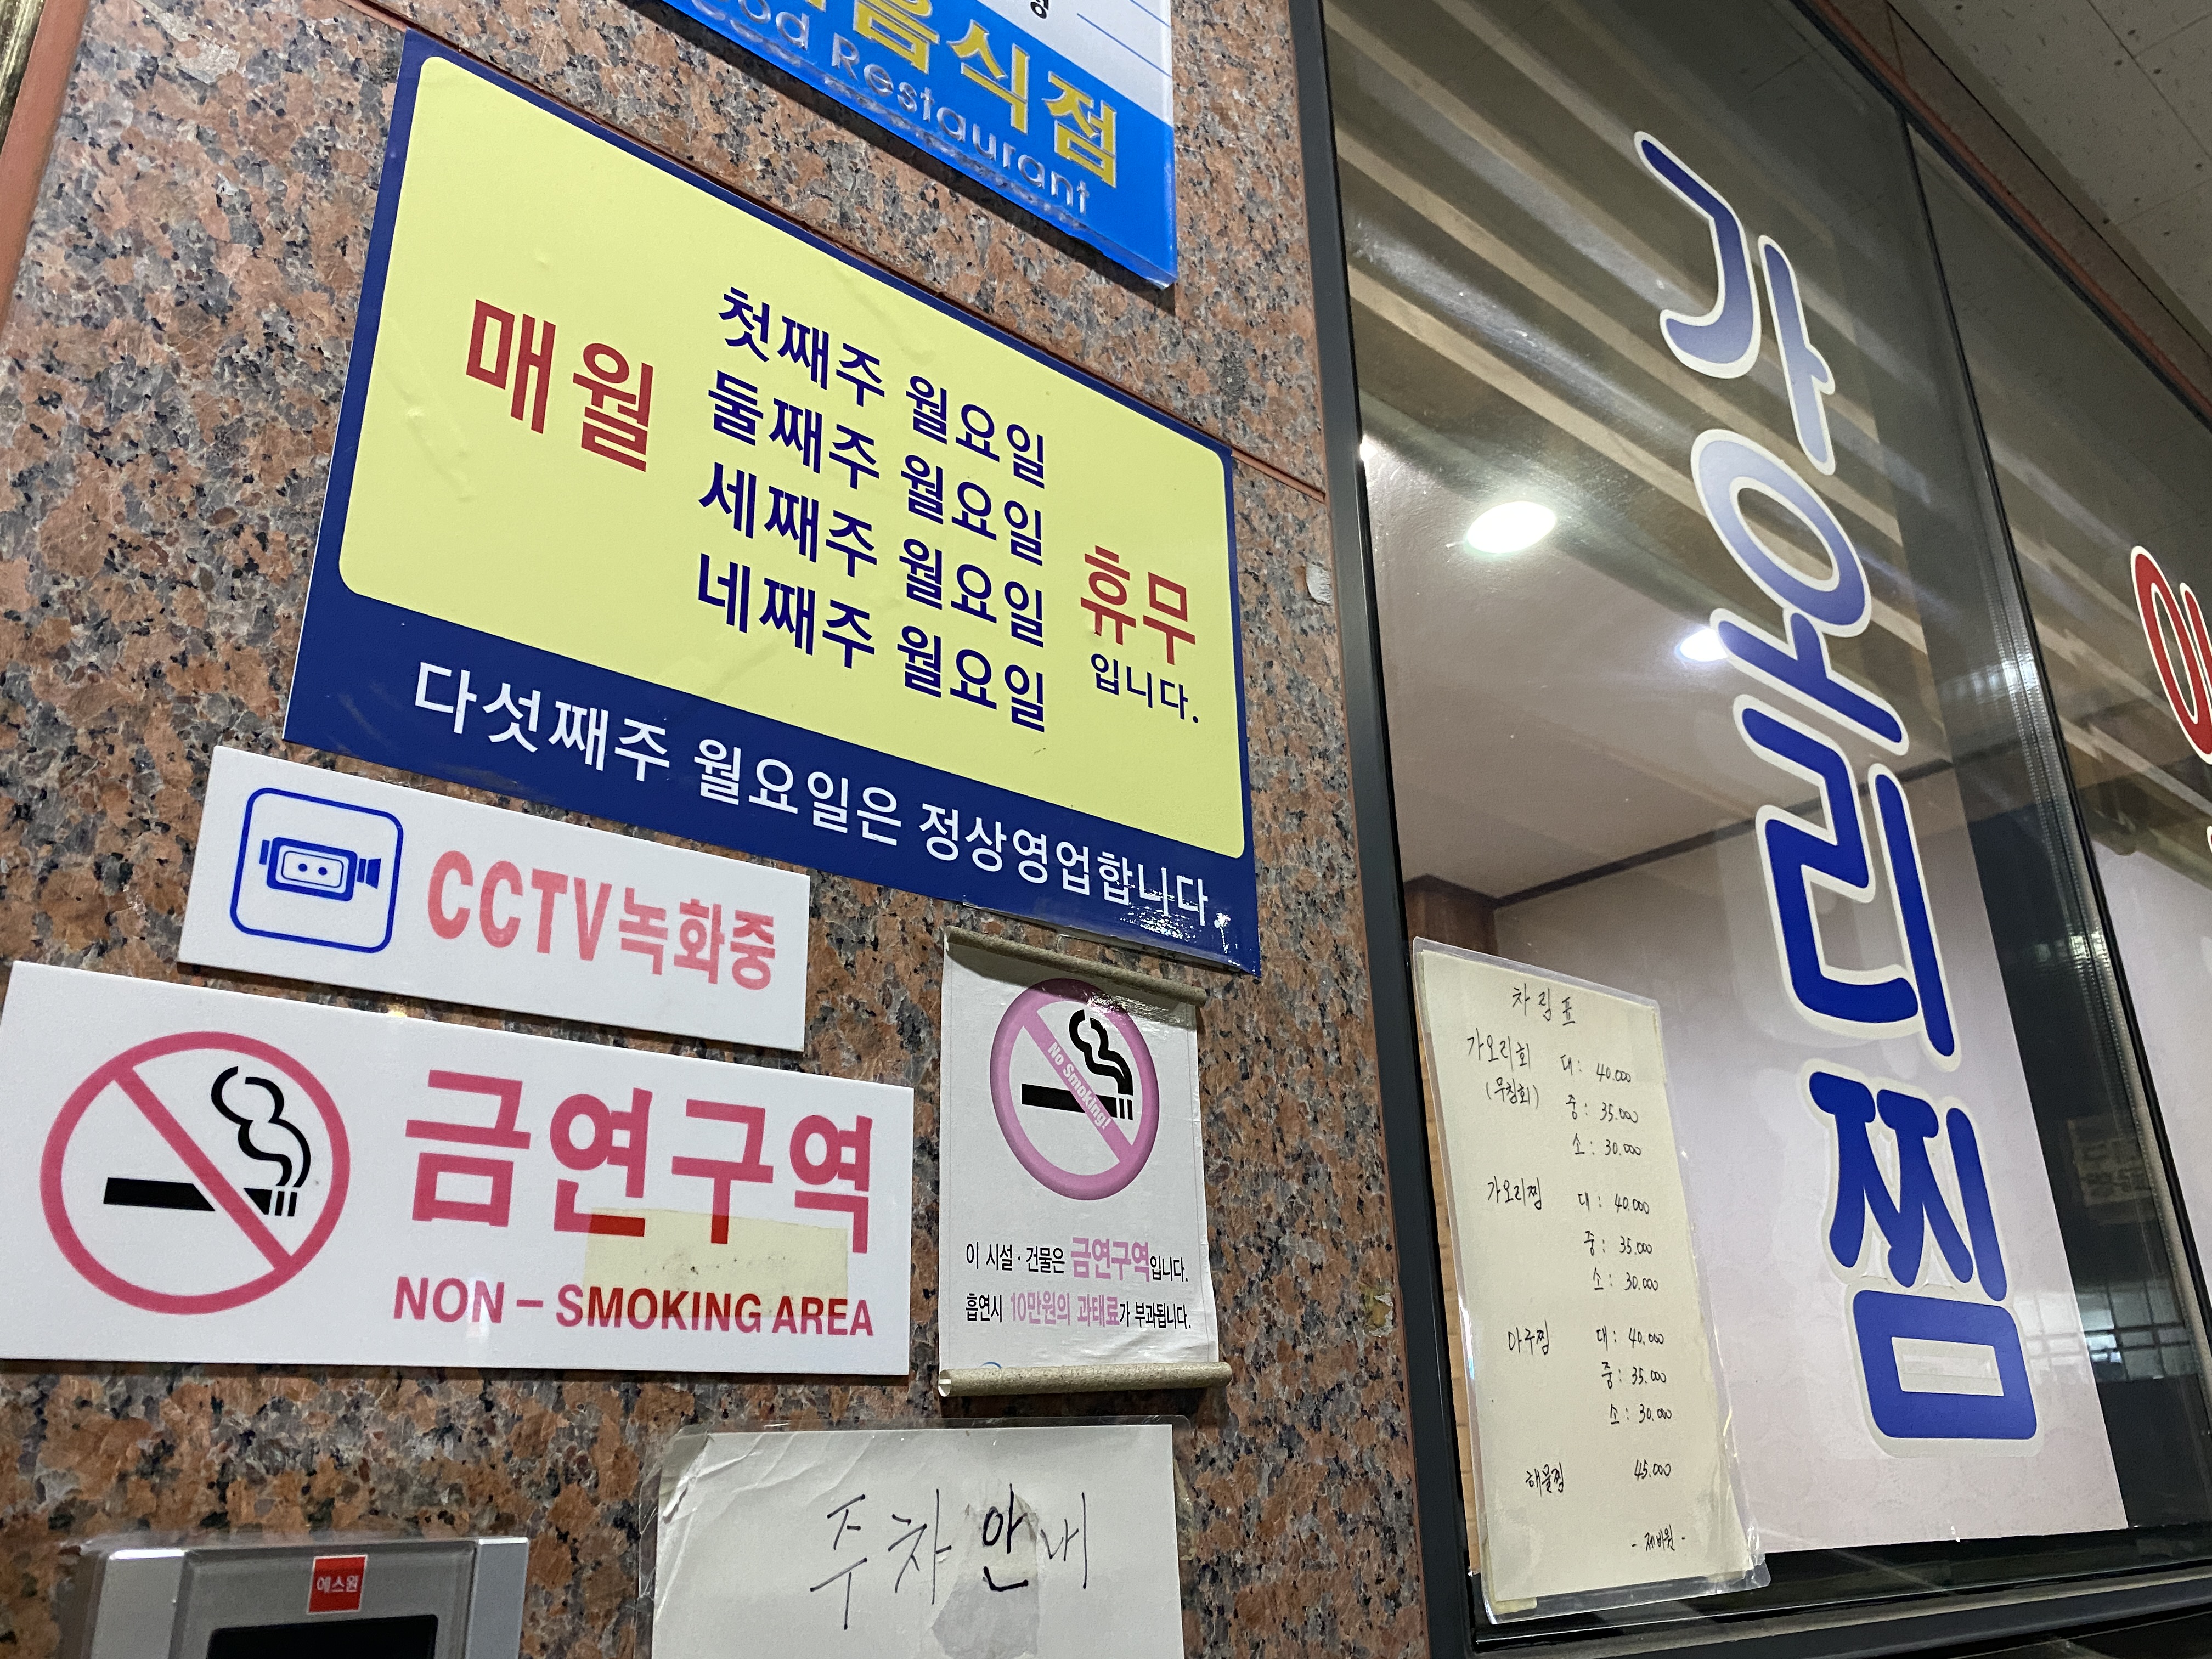 음식점
Restaurant
매월
첫째주 월요일
둘째주 월요일
세째주 월요일
네째주 월요일
휴무
입니다.
다섯째주 월요일은 정상영업합니다.
CCTV녹화중
금연구역
NON-SMOKING AREA
No Smoking!
이 시설·건물은 금연구역입니다.
흡연시 10만원의 과태료가 부과됩니다.
주차안내
에스원
가오리찜
차림표
가오리회 대: 40.000
(무침회) 중: 35.000
소: 30.000
가오리찜 대: 40.000
중: 35.000
소: 30.000
아구찜 대: 40.000
중: 35.000
소: 30.000
해물찜 45.000
-제바원-